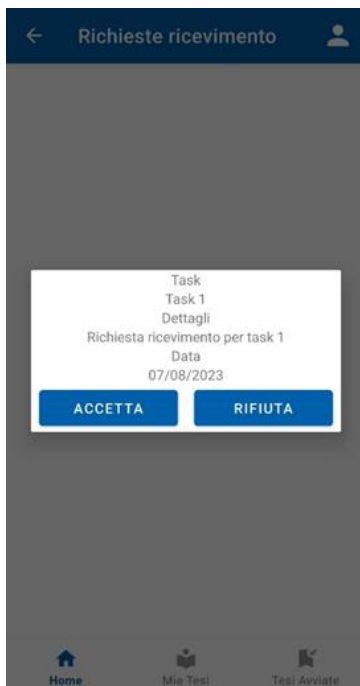 Richieste ricevimento
Task
Task 1
Dettagli
Richiesta ricevimento per task 1
Data
07/08/2023
ACCETTA RIFIUTA
Home Mie Tesi Tesi Avviate